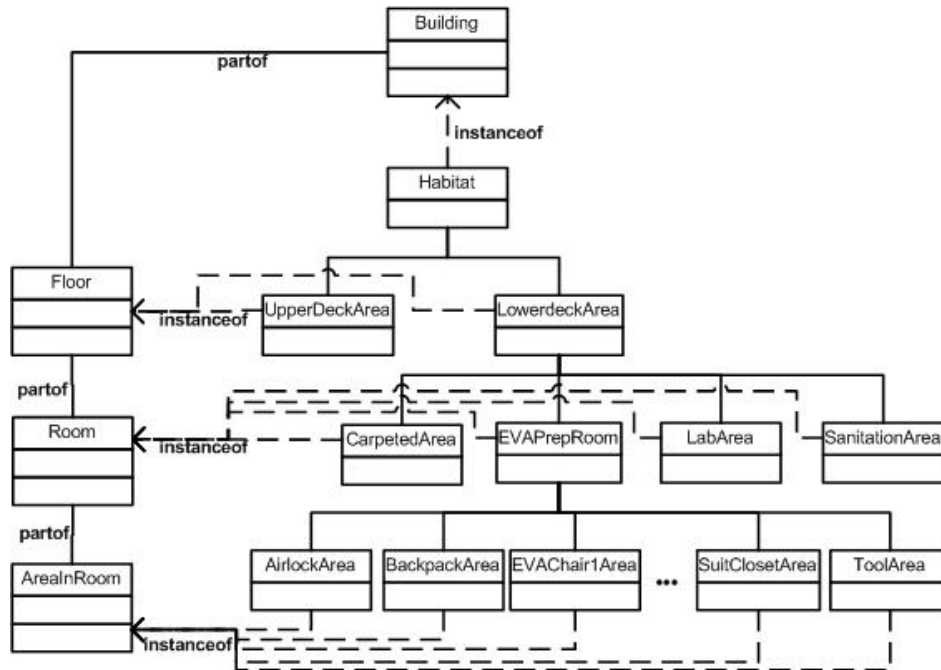 Building
partof
instanceof
Habitat
Floor
UpperDeckArea
LowerdeckArea
instanceof
partof
Room
CarpetedArea
EVAPrepRoom
LabArea
SanitationArea
instanceof
partof
AreaInRoom
AirlockArea
BackpackArea
EVAChair1Area
...
SuitClosetArea
ToolArea
instanceof